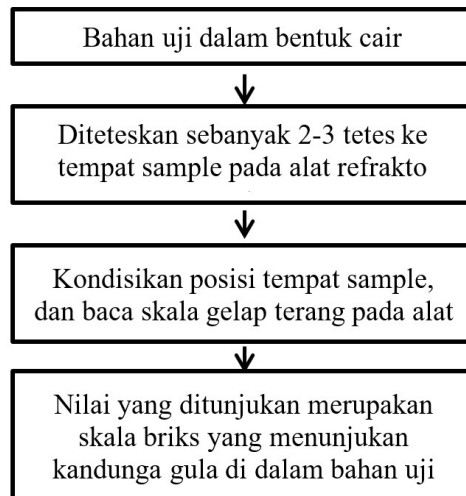 Bahan uji dalam bentuk cair
Diteteskan sebanyak 2-3 tetes ke
tempat sample pada alat refrakto
Kondisikan posisi tempat sample,
dan baca skala gelap terang pada alat
Nilai yang ditunjukan merupakan
skala briks yang menunjukan
kandunga gula di dalam bahan uji